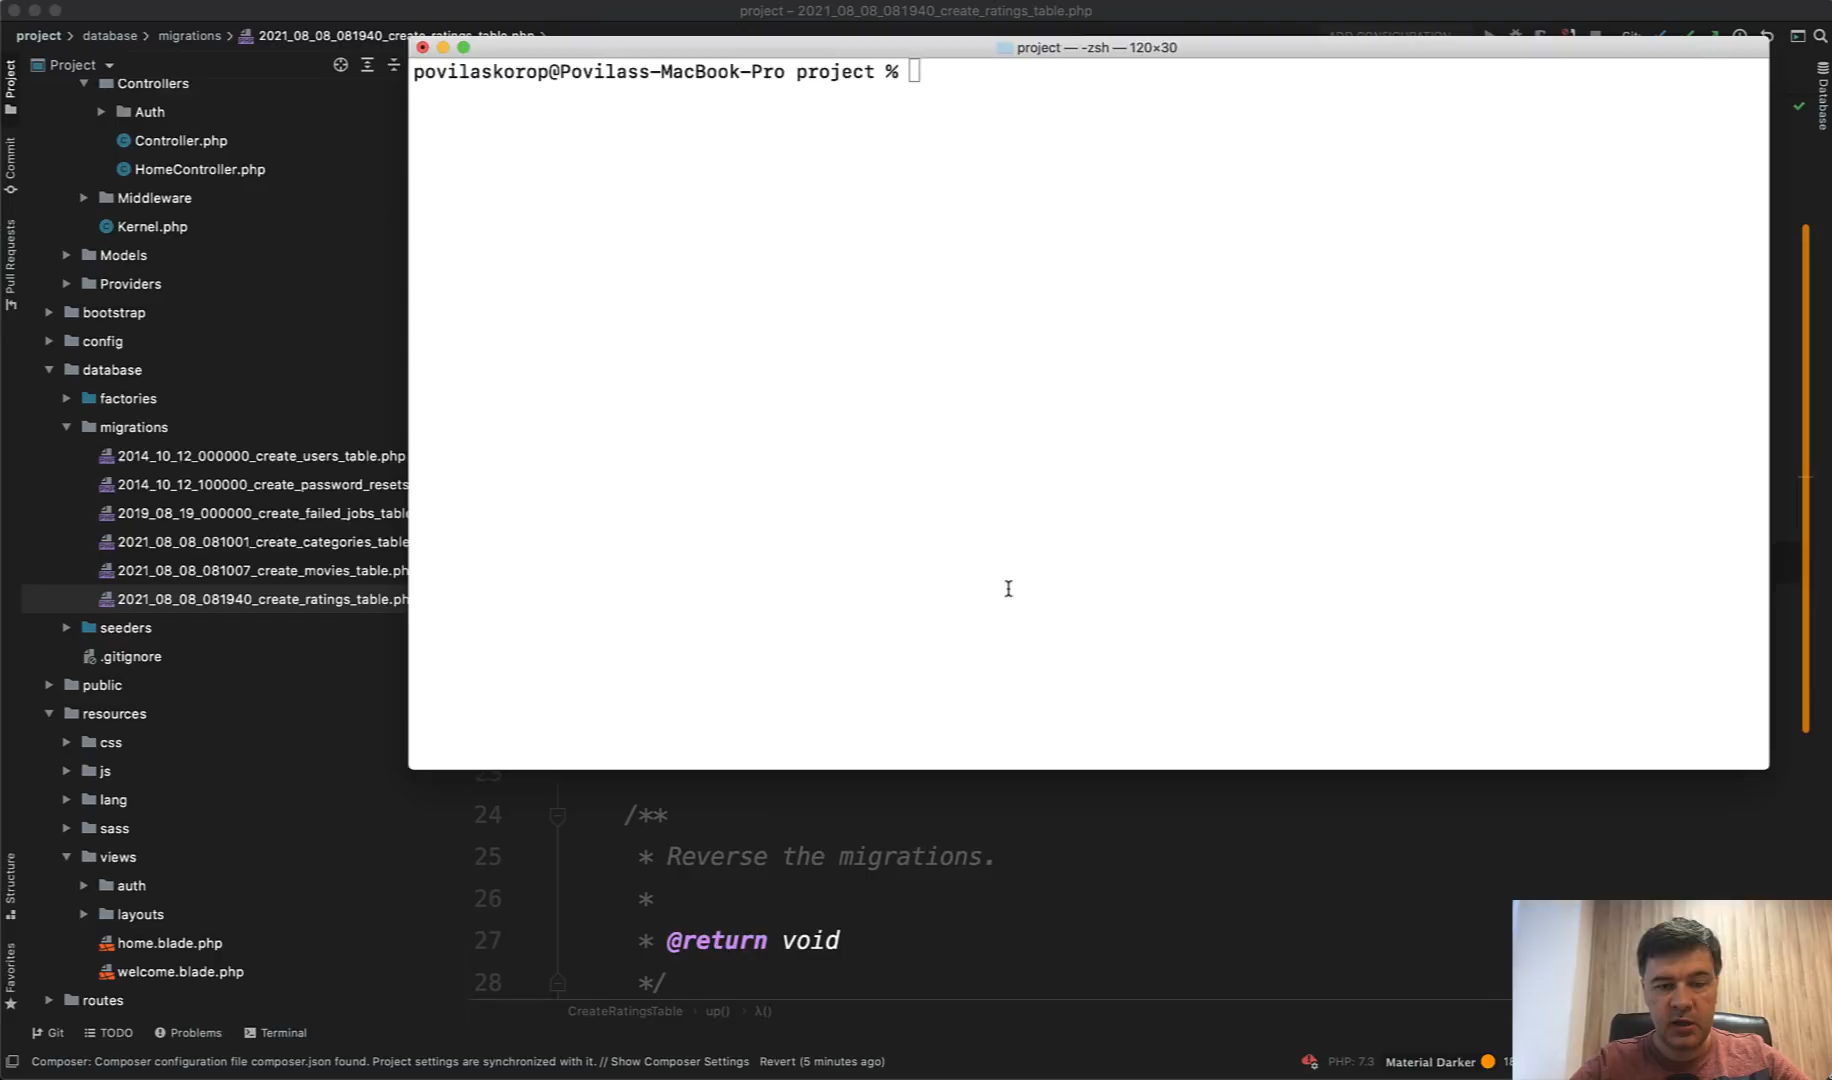 project – 2021_08_08_081940_create_ratings_table.php
project
database
migrations
2021_08_08_081940_create_ratings_table.php
ADD CONFIGURATION
Git:
project — -zsh — 120×30
povilaskorop@Povilass-MacBook-Pro project %
Project
Project
Commit
Pull Requests
Structure
Favorites
Database
Controllers
Auth
Controller.php
HomeController.php
Middleware
Kernel.php
Models
Providers
bootstrap
config
database
factories
migrations
2014_10_12_000000_create_users_table.php
2014_10_12_100000_create_password_resets
2019_08_19_000000_create_failed_jobs_table
2021_08_08_081001_create_categories_table
2021_08_08_081007_create_movies_table.ph
2021_08_08_081940_create_ratings_table.ph
seeders
.gitignore
public
resources
css
js
lang
sass
views
auth
layouts
home.blade.php
welcome.blade.php
routes
23
24 /**
25 * Reverse the migrations.
26 *
27 * @return void
28 */
CreateRatingsTable › up() › λ()
Git
TODO
Problems
Terminal
Composer: Composer configuration file composer.json found. Project settings are synchronized with it. // Show Composer Settings Revert (5 minutes ago)
PHP: 7.3
Material Darker
18